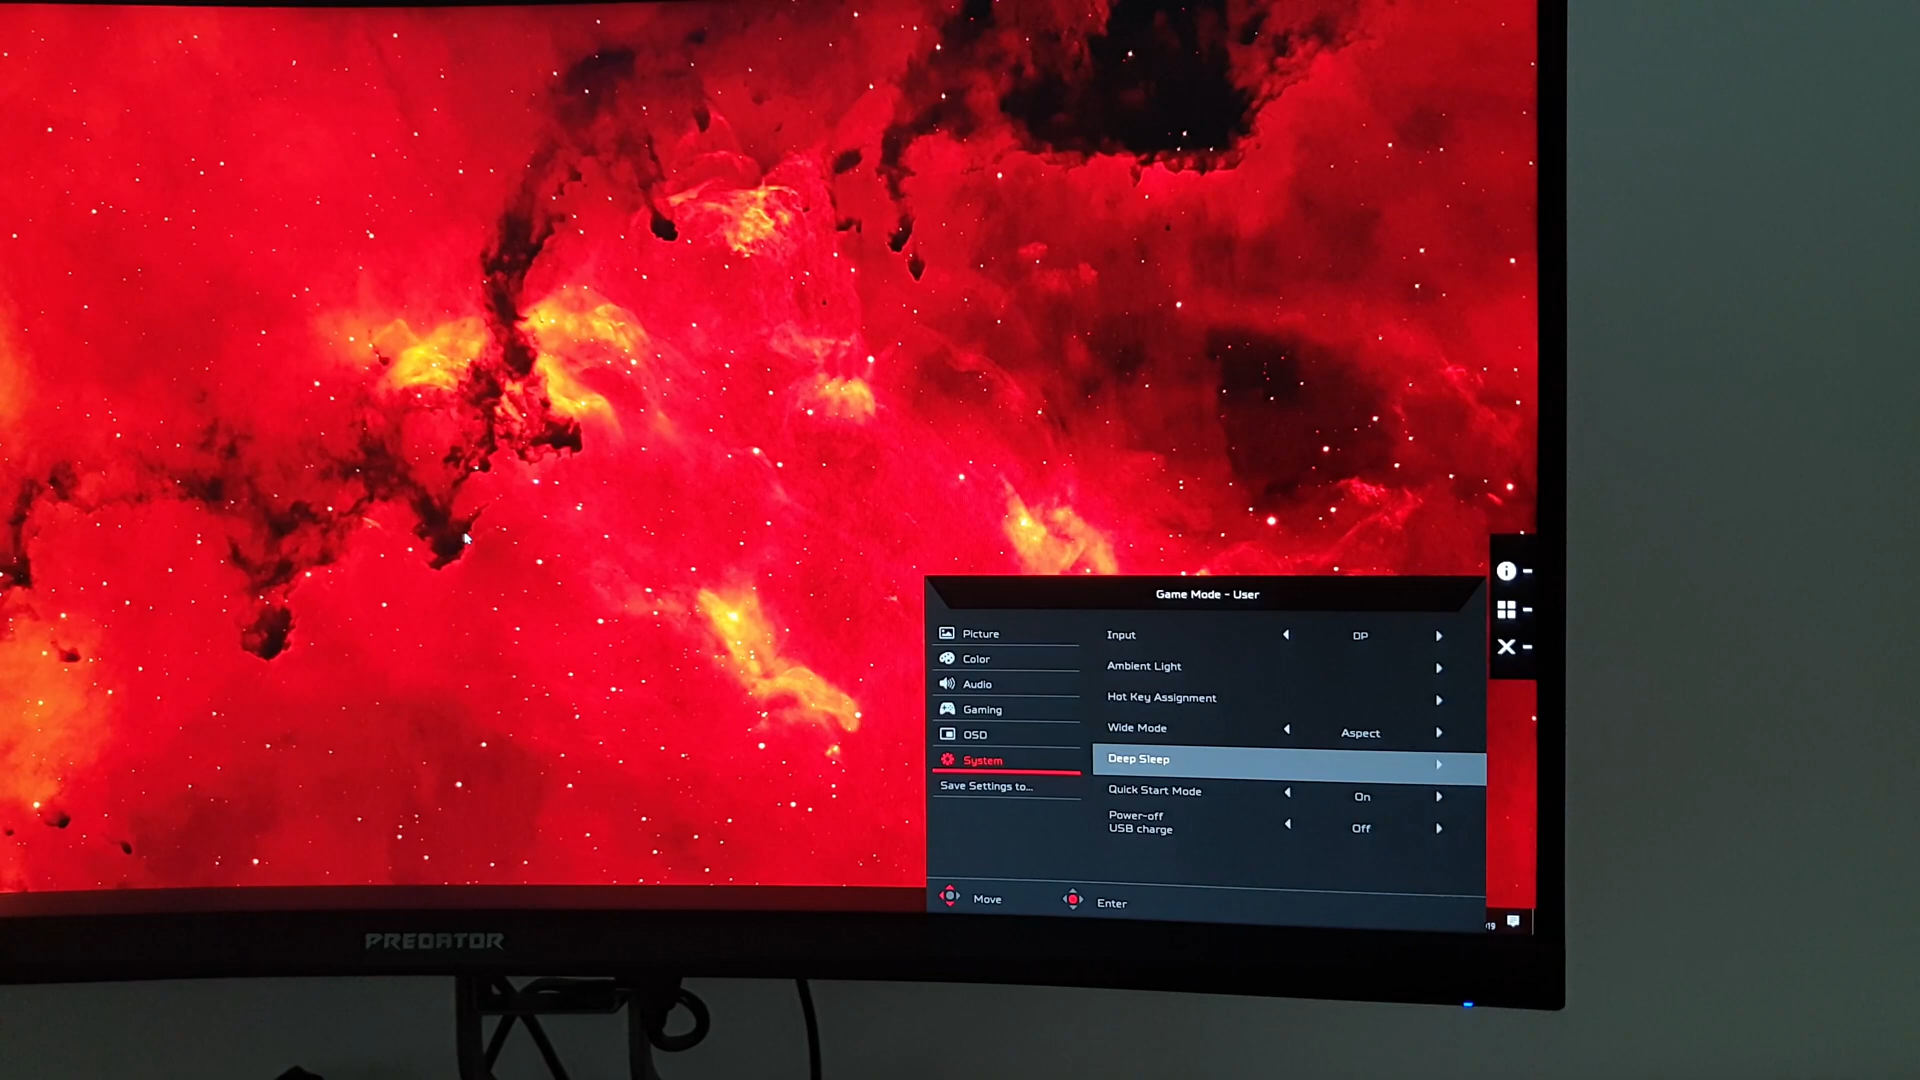 Game Mode - User
Picture
Color
Audio
Gaming
OSD
System
Save Settings to...
Input DP
Ambient Light
Hot Key Assignment
Wide Mode Aspect
Deep Sleep
Quick Start Mode On
Power-off
USB charge Off
Move Enter
19
PREDATOR